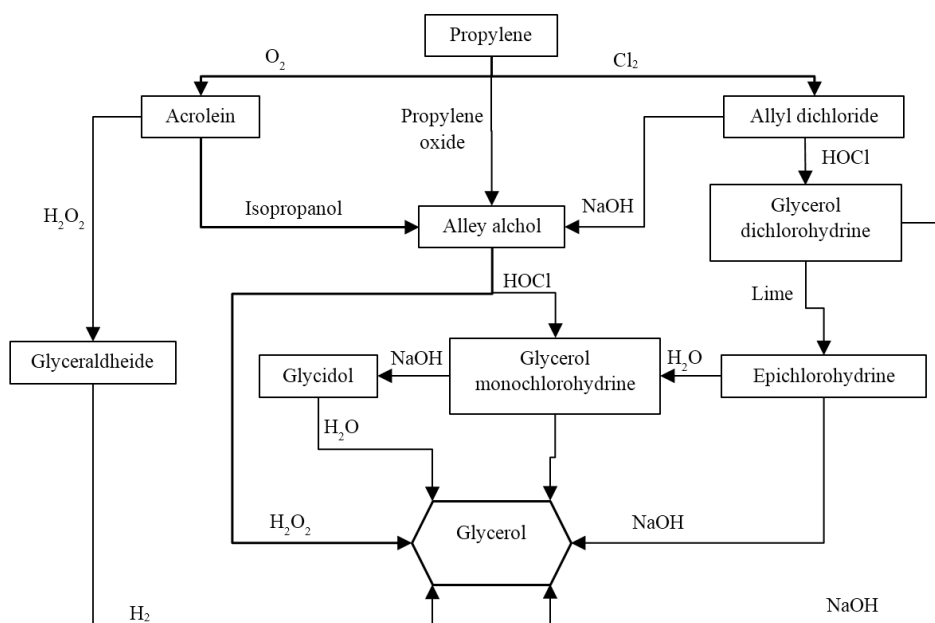 Propylene
O₂
Cl₂
Acrolein
Propylene
oxide
Allyl dichloride
HOCl
H₂O₂
Isopropanol
Alley alchol
NaOH
Glycerol
dichlorohydrine
HOCl
Lime
Glyceraldheide
Glycidol
NaOH
Glycerol
monochlorohydrine
H₂O
Epichlorohydrine
H₂O
H₂O₂
Glycerol
NaOH
H₂
NaOH